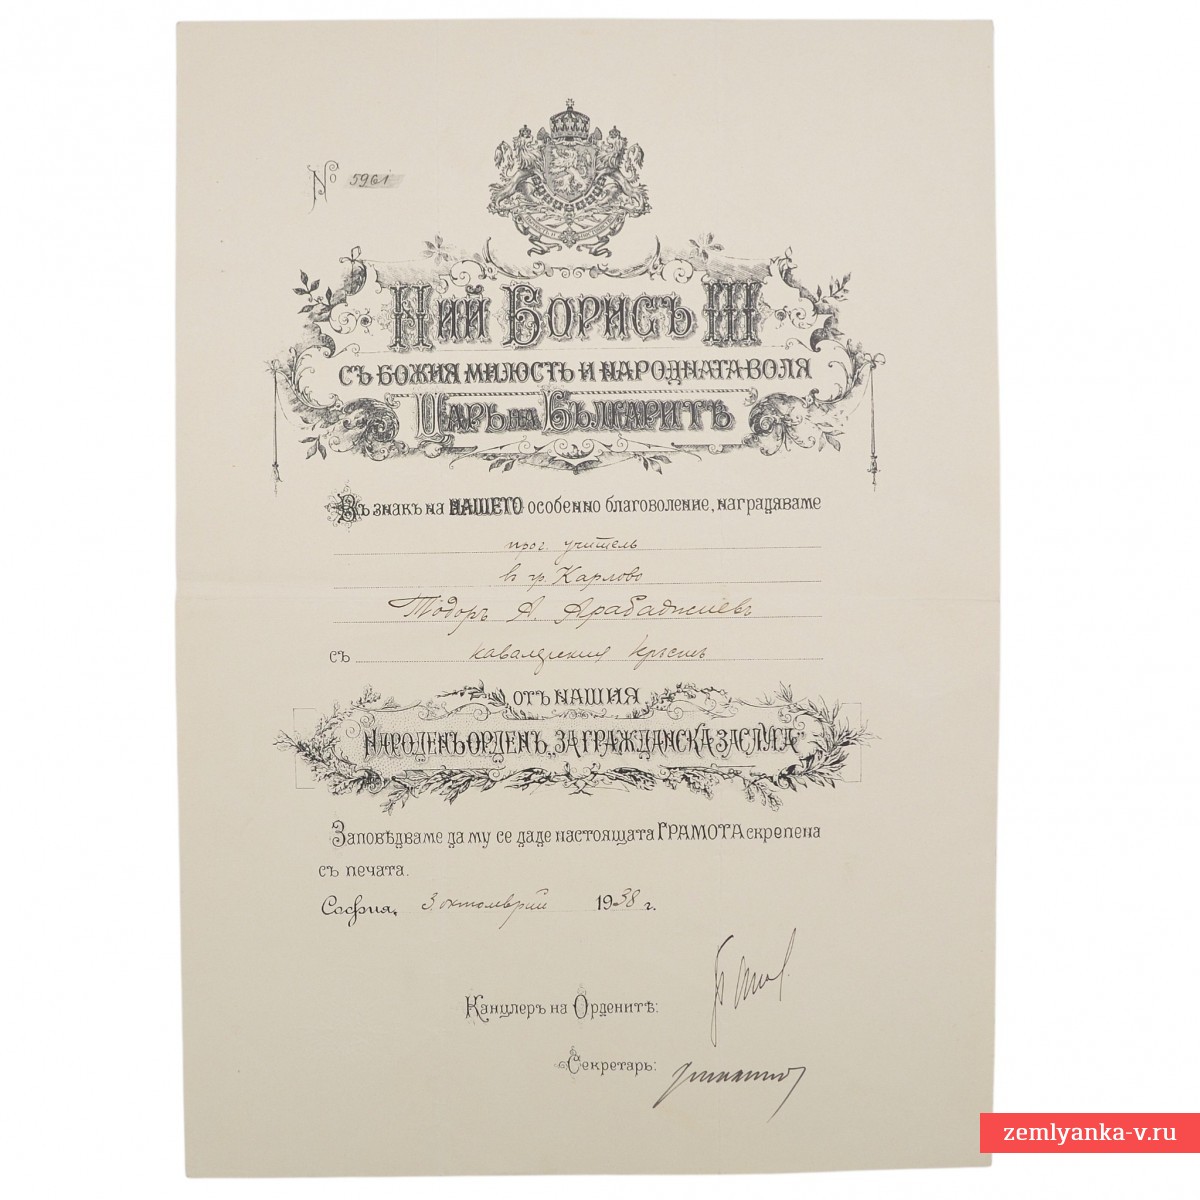 № 5961
Ний Борисъ III
съ Божия милость и народната воля
Царь на Българитѣ
Въ знакъ на НАШЕТО особенно благоволение, наградяваме
прог. учитель
въ гр. Карлово
Тодоръ А. Арабаджиевъ
съ кавалерския кръстъ
отъ нашия
Народенъ орденъ „За гражданска заслуга“
Заповѣдваме да му се даде настоящата ГРАМОТА скрепена
съ печата.
София, 3 октомврий 1938 г.
Канцлеръ на Орденитѣ:
Секретарь:
zemlyanka-v.ru